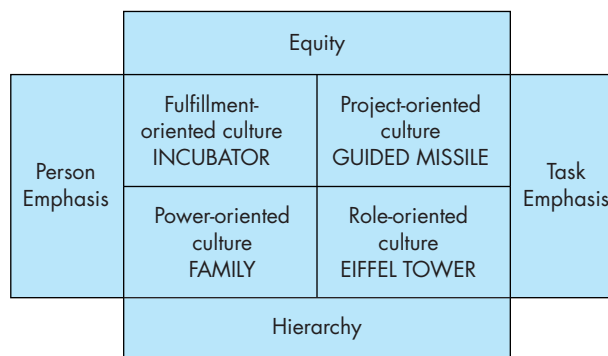 Equity
Fulfillment-
oriented culture
INCUBATOR
Project-oriented
culture
GUIDED MISSILE
Person
Emphasis
Task
Emphasis
Power-oriented
culture
FAMILY
Role-oriented
culture
EIFFEL TOWER
Hierarchy